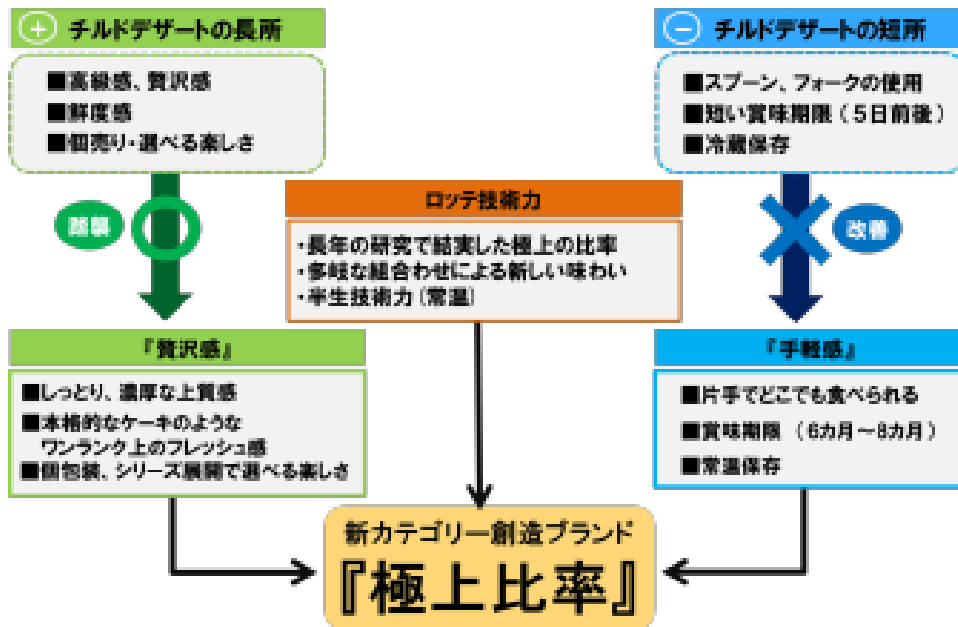 + チルドデザートの長所
■高級感、贅沢感
■鮮度感
■個売り・選べる楽しさ
踏襲
『贅沢感』
■しっとり、濃厚な上質感
■本格的なケーキのような
ワンランク上のフレッシュ感
■個包装、シリーズ展開で選べる楽しさ
ロッテ技術力
・長年の研究で結実した極上の比率
・多岐な組合わせによる新しい味わい
・半生技術力(常温)
− チルドデザートの短所
■スプーン、フォークの使用
■短い賞味期限(5日前後)
■冷蔵保存
改善
『手軽感』
■片手でどこでも食べられる
■賞味期限 (6カ月〜8カ月)
■常温保存
新カテゴリー創造ブランド
『極上比率』